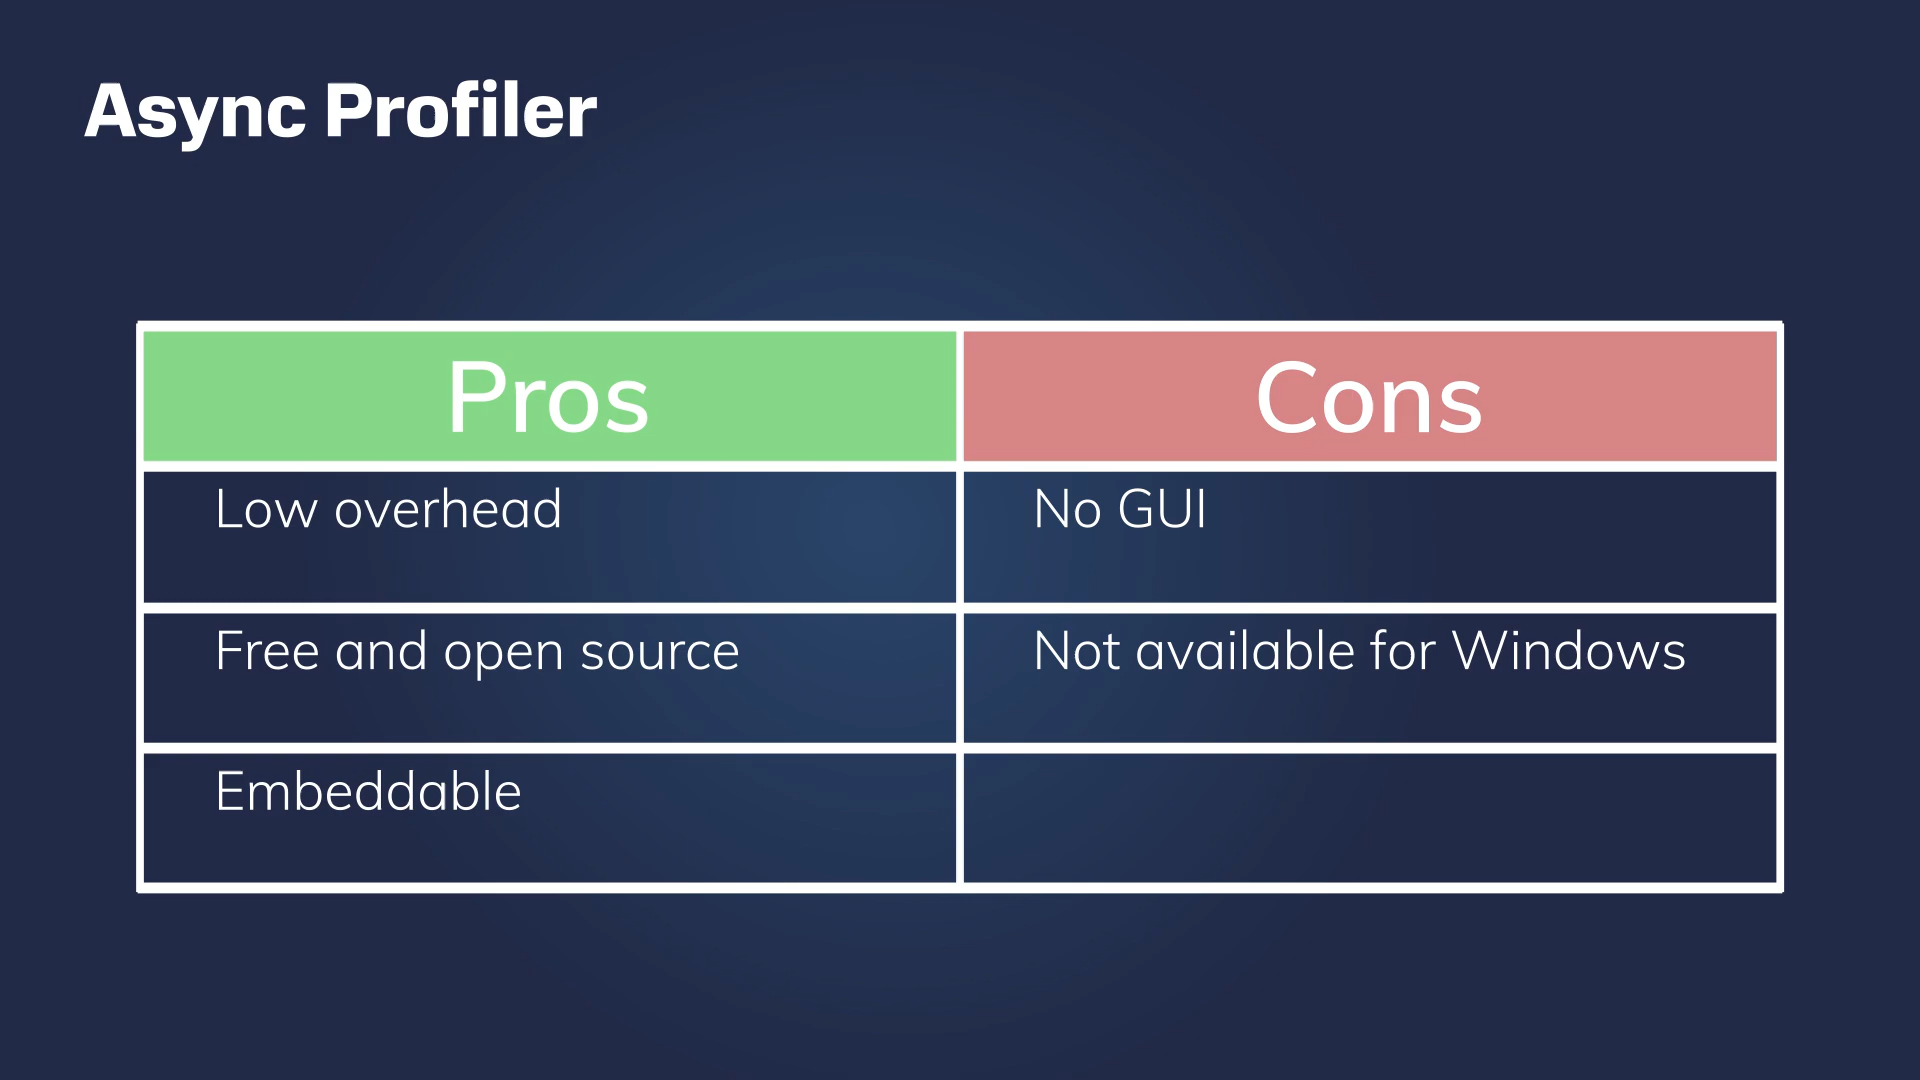 Async Profiler
Pros
Cons
Low overhead
No GUI
Free and open source
Not available for Windows
Embeddable